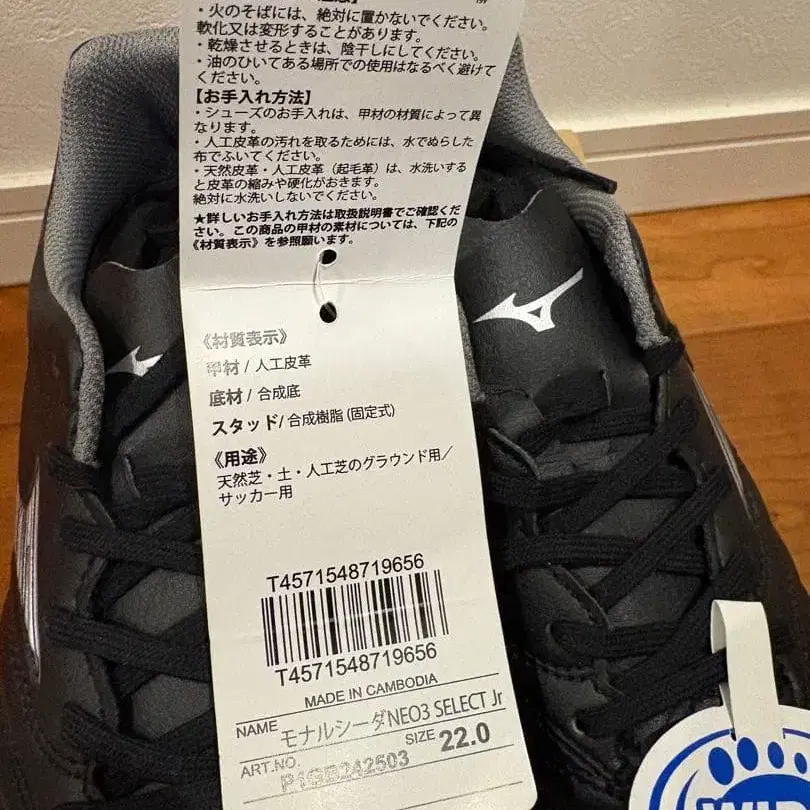 ・火のそばには、絶対に置かないでください。
軟化又は変形することがあります。
・乾燥させるときは、陰干しにしてください。
・油のひいてある場所での使用はなるべく避けて
ください。
【お手入れ方法】
・シューズのお手入れは、甲材の材質によって異
なります。
・人工皮革の汚れを取るためには、水でぬらした
布でふいてください。
・天然皮革・人工皮革（起毛革）は、水洗いする
と皮革の縮みや硬化がおきます。
絶対に水洗いしないでください。
★詳しいお手入れ方法は取扱説明書でご確認くだ
さい。この商品の甲材の素材については、下記の
《材質表示》を参照願います。
《材質表示》
甲材 / 人工皮革
底材 / 合成底
スタッド/ 合成樹脂 (固定式)
《用途》
天然芝・土・人工芝のグラウンド用／
サッカー用
T4571548719656
T4571548719656
MADE IN CAMBODIA
NAME モナルシーダNEO3 SELECT Jr
ART.NO. P1GB242503 SIZE 22.0